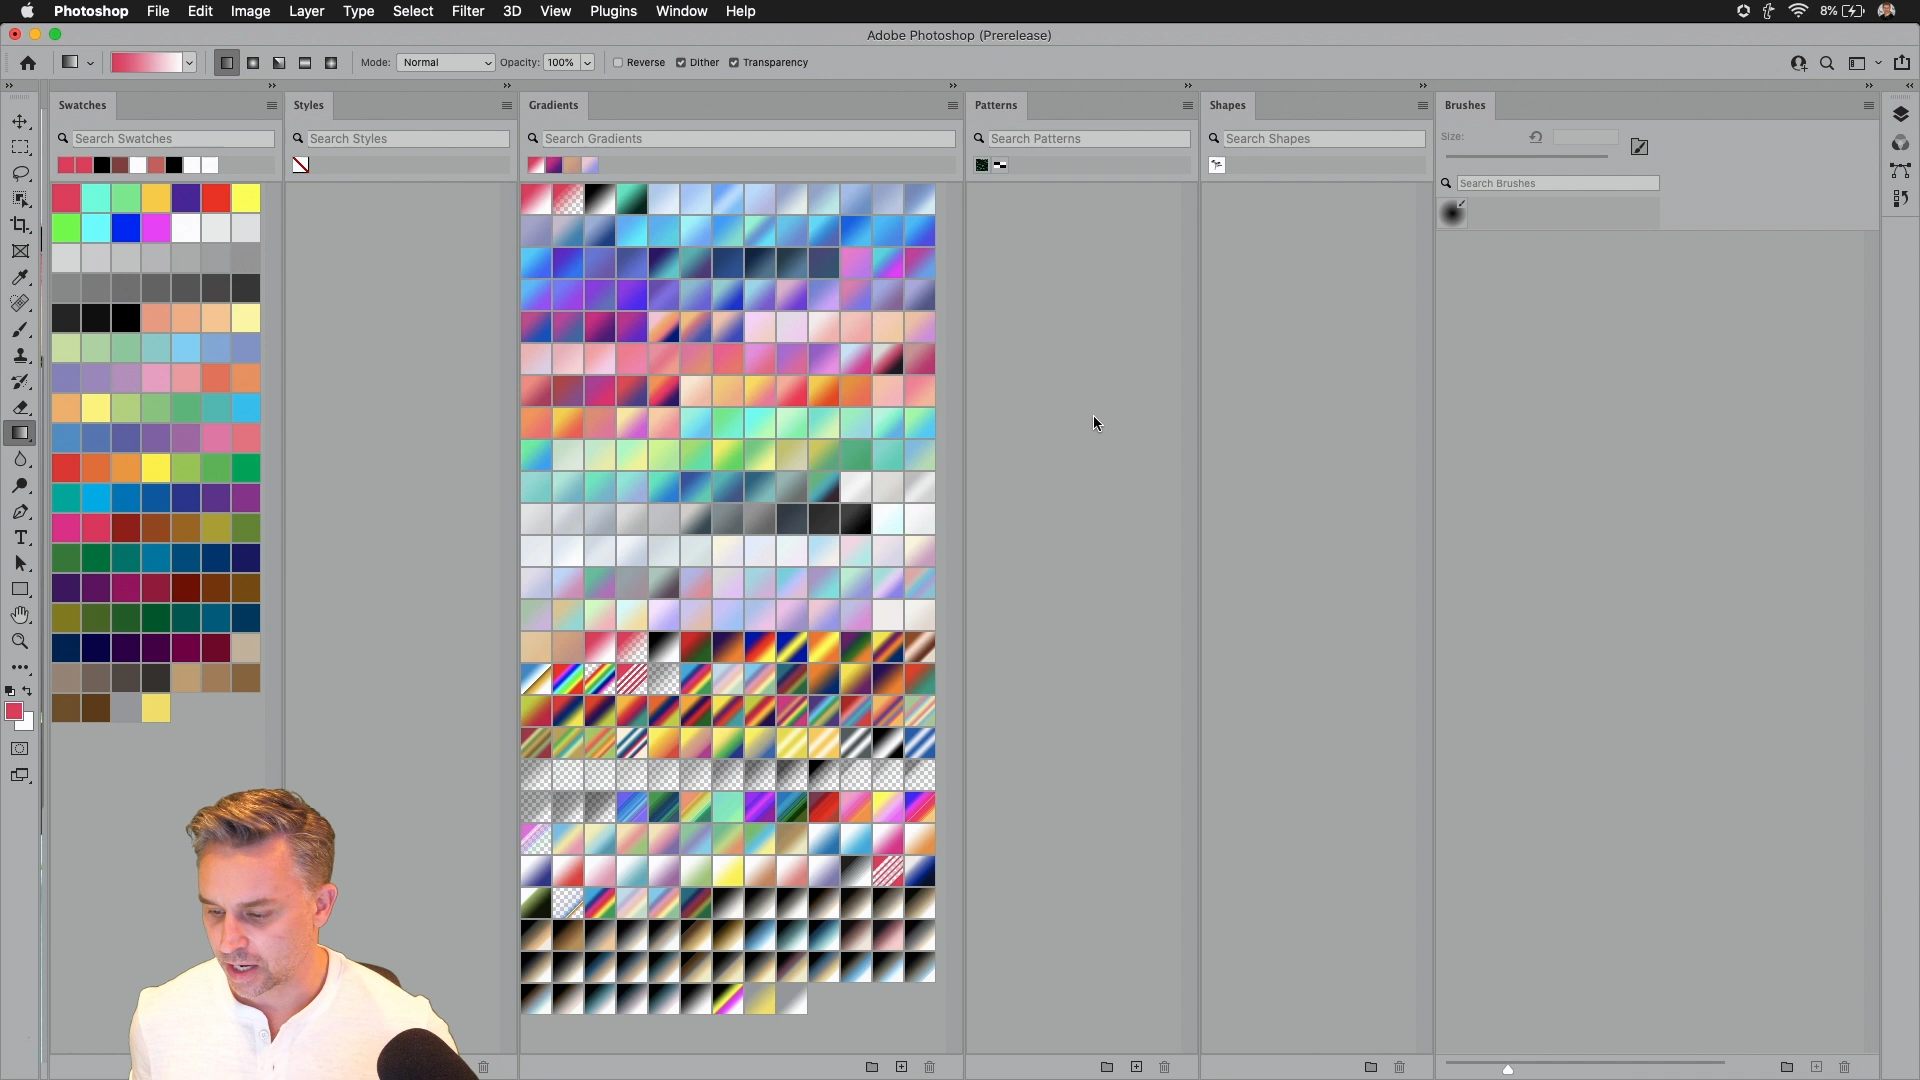 Photoshop File Edit Image Layer Type Select Filter 3D View Plugins Window Help 8%
Adobe Photoshop (Prerelease)
Mode: Normal Opacity: 100% Reverse Dither Transparency
Swatches Styles Gradients Patterns Shapes Brushes
Search Swatches Search Styles Search Gradients Search Patterns Search Shapes Size:
Search Brushes